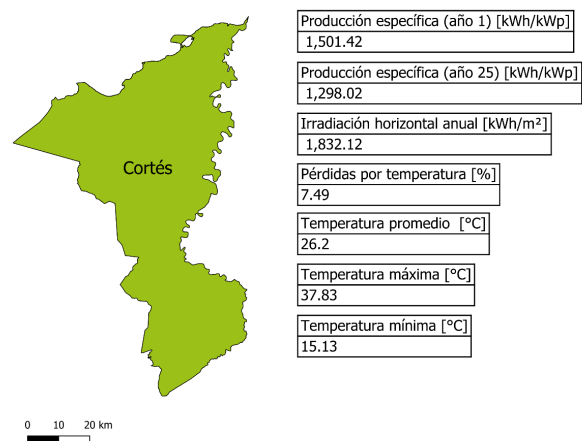 Cortés
Producción específica (año 1) [kWh/kWp]
1,501.42
Producción específica (año 25) [kWh/kWp]
1,298.02
Irradiación horizontal anual [kWh/m²]
1,832.12
Pérdidas por temperatura [%]
7.49
Temperatura promedio [°C]
26.2
Temperatura máxima [°C]
37.83
Temperatura mínima [°C]
15.13
0 10 20 km